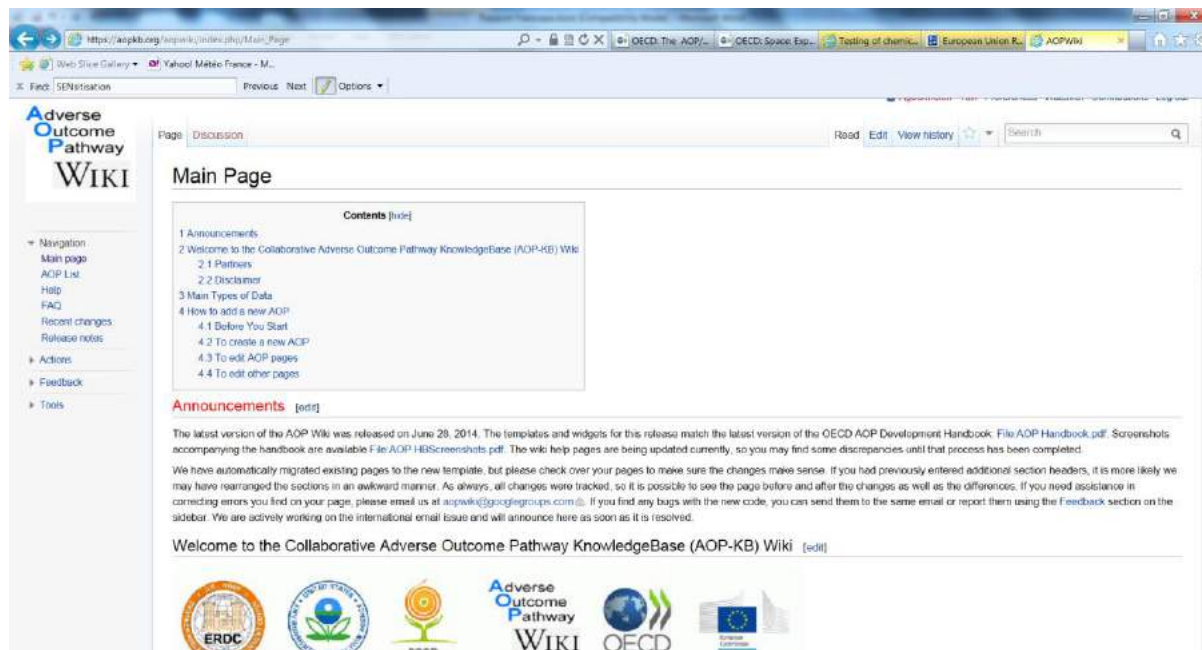 https://aopkb.org/aopwiki/index.php/Main_Page
OECD: The AOP/...
OECD: Space Exp...
Testing of chemic...
European Union R...
AOPWiki
Web Slice Gallery
Yahoo! Météo France - M...
Find: SENsitisation
Previous Next Options
Adverse
Outcome
Pathway
WIKI
Page Discussion
Read Edit View history
Search
Navigation
Main page
AOP List
Help
FAQ
Recent changes
Release notes
Actions
Feedback
Tools
Main Page
Contents [hide]
1 Announcements
2 Welcome to the Collaborative Adverse Outcome Pathway KnowledgeBase (AOP-KB) Wiki
2.1 Partners
2.2 Disclaimer
3 Main Types of Data
4 How to add a new AOP
4.1 Before You Start
4.2 To create a new AOP
4.3 To edit AOP pages
4.4 To edit other pages
Announcements [edit]
The latest version of the AOP Wiki was released on June 28, 2014. The templates and widgets for this release match the latest version of the OECD AOP Development Handbook: File:AOP Handbook.pdf. Screenshots
accompanying the handbook are available File:AOP HBScreenshots.pdf. The wiki help pages are being updated currently, so you may find some discrepancies until that process has been completed.
We have automatically migrated existing pages to the new template, but please check over your pages to make sure the changes make sense. If you had previously entered additional section headers, it is more likely we
may have rearranged the sections in an awkward manner. As always, all changes were tracked, so it is possible to see the page before and after the changes as well as the differences. If you need assistance in
correcting errors you find on your page, please email us at aopwiki@googlegroups.com. If you find any bugs with the new code, you can send them to the same email or report them using the Feedback section on the
sidebar. We are actively working on the international email issue and will announce here as soon as it is resolved.
Welcome to the Collaborative Adverse Outcome Pathway KnowledgeBase (AOP-KB) Wiki [edit]
ERDC
UNITED STATES
Adverse
Outcome
Pathway
WIKI
OECD
European
Commission